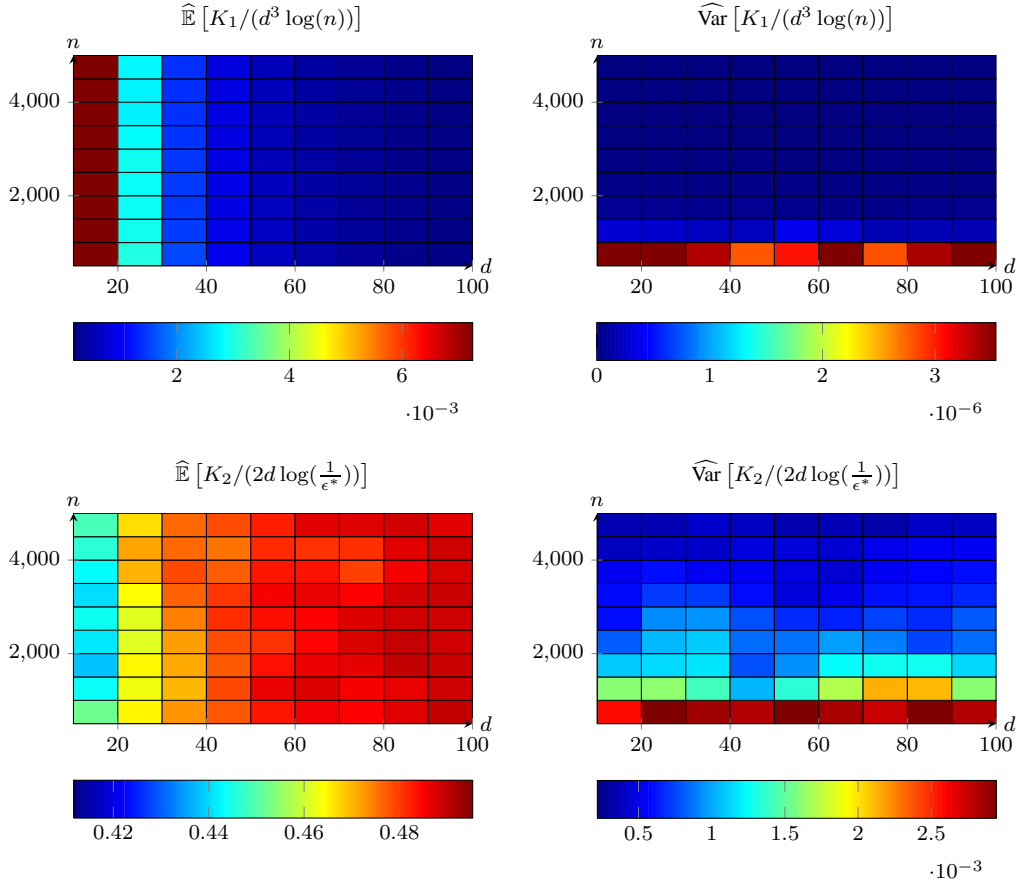 𝔼̂ [K₁/(d³ log(n))]
V̂ar [K₁/(d³ log(n))]
n
4,000
2,000
d
20 40 60 80 100
2 4 6
·10⁻³
n
4,000
2,000
d
20 40 60 80 100
0 1 2 3
·10⁻⁶
𝔼̂ [K₂/(2d log(1/ϵ*))]
V̂ar [K₂/(2d log(1/ϵ*))]
n
4,000
2,000
d
20 40 60 80 100
0.42 0.44 0.46 0.48
n
4,000
2,000
d
20 40 60 80 100
0.5 1 1.5 2 2.5
·10⁻³